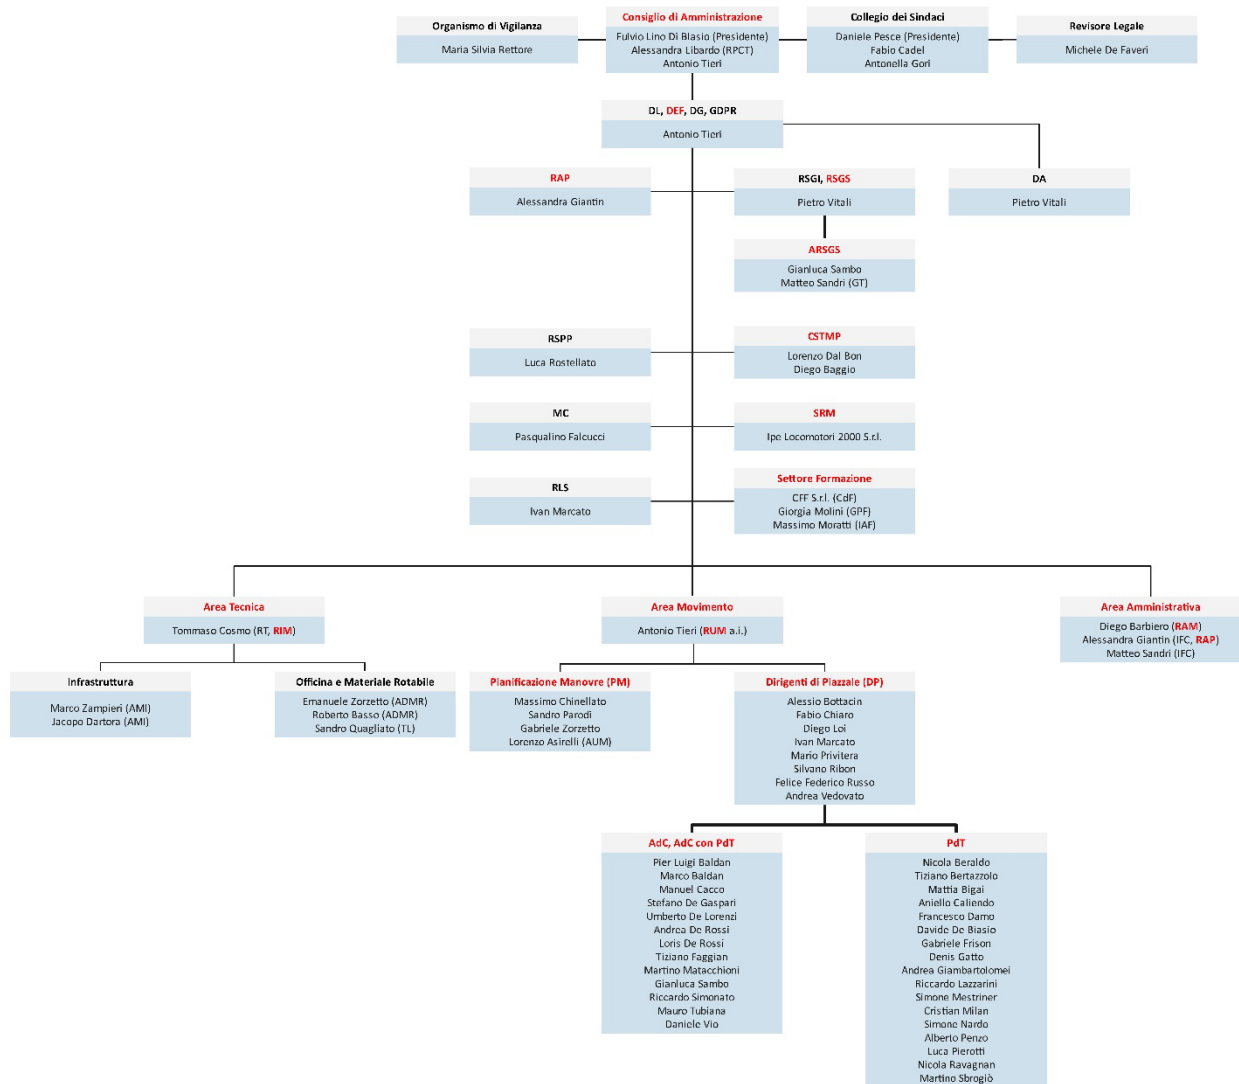 Organismo di Vigilanza
Maria Silvia Rettore
Consiglio di Amministrazione
Fulvio Lino Di Blasio (Presidente)
Alessandra Libardo (RPCT)
Antonio Tieri
Collegio dei Sindaci
Daniele Pesce (Presidente)
Fabio Cadel
Antonella Gori
Revisore Legale
Michele De Faveri
DL, DEF, DG, GDPR
Antonio Tieri
RAP
Alessandra Giantin
RSGI, RSGS
Pietro Vitali
DA
Pietro Vitali
ARSGS
Gianluca Sambo
Matteo Sandri (GT)
RSPP
Luca Rostellato
CSTMP
Lorenzo Dal Bon
Diego Baggio
MC
Pasqualino Falcucci
SRM
Ipe Locomotori 2000 S.r.l.
RLS
Ivan Marcato
Settore Formazione
CFF S.r.l. (CdF)
Giorgia Molini (GPF)
Massimo Moratti (IAF)
Area Tecnica
Tommaso Cosmo (RT, RIM)
Area Movimento
Antonio Tieri (RUM a.i.)
Area Amministrativa
Diego Barbiero (RAM)
Alessandra Giantin (IFC, RAP)
Matteo Sandri (IFC)
Infrastruttura
Marco Zampieri (AMI)
Jacopo Dartora (AMI)
Officina e Materiale Rotabile
Emanuele Zorzetto (ADMR)
Roberto Basso (ADMR)
Sandro Quagliato (TL)
Planificazione Manovre (PM)
Massimo Chinellato
Sandro Parodi
Gabriele Zorzetto
Lorenzo Asirelli (AUM)
Dirigenti di Piazzale (DP)
Alessio Bottacin
Fabio Chiaro
Diego Loi
Ivan Marcato
Mario Privitera
Silvano Ribon
Felice Federico Russo
Andrea Vedovato
AdC, AdC con PdT
Pier Luigi Baldan
Marco Baldan
Manuel Cacco
Stefano De Gaspari
Umberto De Lorenzi
Andrea De Rossi
Loris De Rossi
Tiziano Faggian
Martino Matacchioni
Gianluca Sambo
Riccardo Simonato
Mauro Tubiana
Daniele Vio
PdT
Nicola Beraldo
Tiziano Bertazzolo
Mattia Bigai
Aniello Caliendo
Francesco Damo
Davide De Biasio
Gabriele Frison
Denis Gatto
Andrea Giambartolomei
Riccardo Lazzarini
Simone Mestriner
Cristian Milan
Simone Nardo
Alberto Penzo
Luca Pierotti
Nicola Ravagnan
Martino Sbrogiò